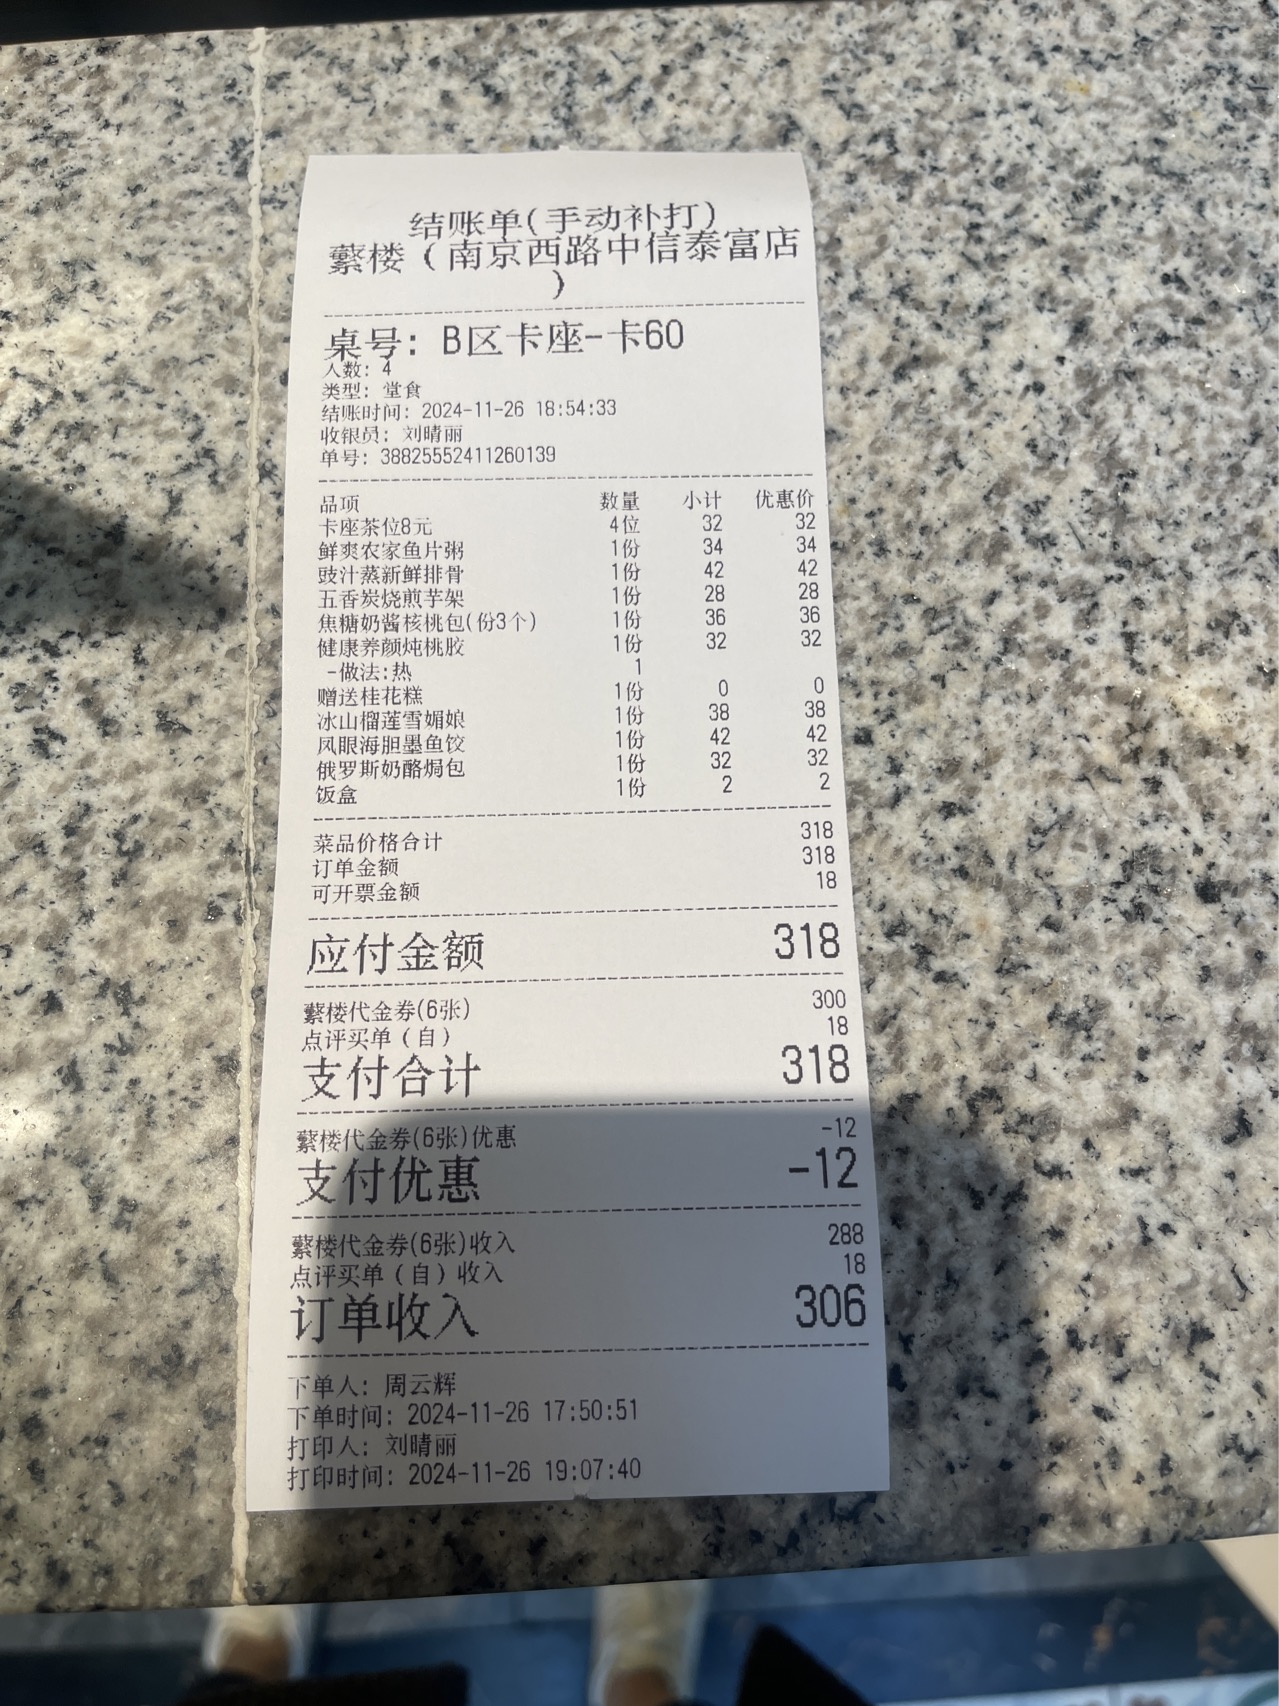 结账单(手动补打)
蘩楼（南京西路中信泰富店
）
桌号: B区卡座-卡60
人数: 4
类型: 堂食
结账时间: 2024-11-26 18:54:33
收银员: 刘晴丽
单号: 38825552411260139
品项 数量 小计 优惠价
卡座茶位8元 4位 32 32
鲜爽农家鱼片粥 1份 34 34
豉汁蒸新鲜排骨 1份 42 42
五香炭烧煎芋架 1份 28 28
焦糖奶酱核桃包(份3个) 1份 36 36
健康养颜炖桃胶 1份 32 32
-做法:热 1
赠送桂花糕 1份 0 0
冰山榴莲雪媚娘 1份 38 38
凤眼海胆墨鱼饺 1份 42 42
俄罗斯奶酪焗包 1份 32 32
饭盒 1份 2 2
菜品价格合计 318
订单金额 318
可开票金额 18
应付金额 318
蘩楼代金券(6张) 300
点评买单（自） 18
支付合计 318
蘩楼代金券(6张)优惠 -12
支付优惠 -12
蘩楼代金券(6张)收入 288
点评买单（自）收入 18
订单收入 306
下单人: 周云辉
下单时间: 2024-11-26 17:50:51
打印人: 刘晴丽
打印时间: 2024-11-26 19:07:40